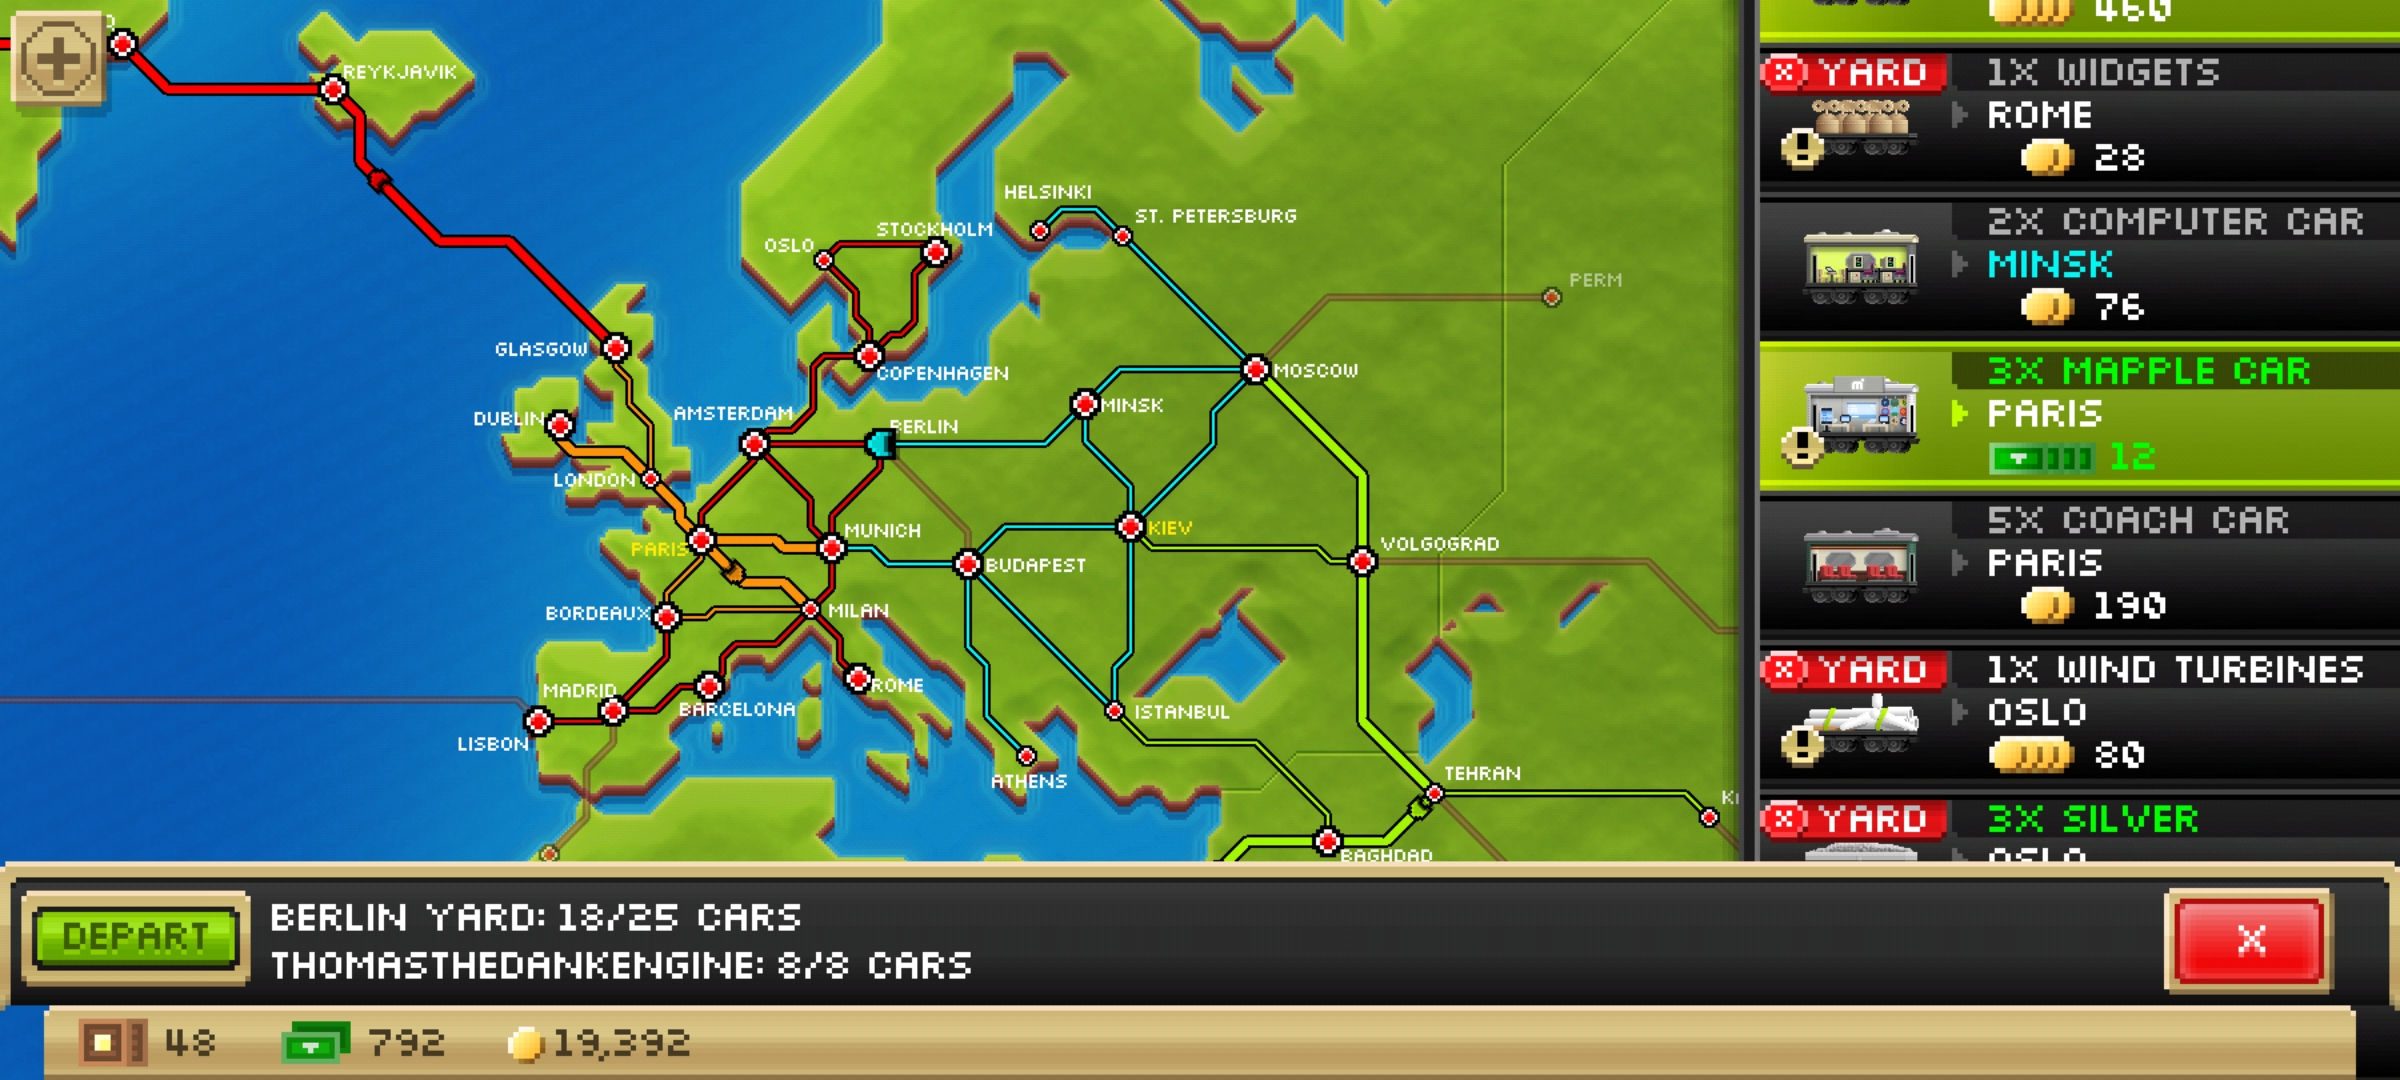 460
REYKJAVIK
YARD
1X WIDGETS
ROME
28
HELSINKI
ST. PETERSBURG
STOCKHOLM
OSLO
2X COMPUTER CAR
MINSK
76
PERM
GLASGOW
COPENHAGEN
MOSCOW
3X MAPPLE CAR
m
PARIS
12
DUBLIN
AMSTERDAM
BERLIN
MINSK
LONDON
MUNICH
KIEV
VOLGOGRAD
PARIS
BUDAPEST
5X COACH CAR
PARIS
190
BORDEAUX
MILAN
MADRID
ROME
BARCELONA
ISTANBUL
LISBON
ATHENS
TEHRAN
YARD
1X WIND TURBINES
OSLO
80
BAGHDAD
YARD
3X SILVER
OSLO
DEPART
BERLIN YARD: 18/25 CARS
THOMASTHEDANKENGINE: 8/8 CARS
X
48
792
19,392